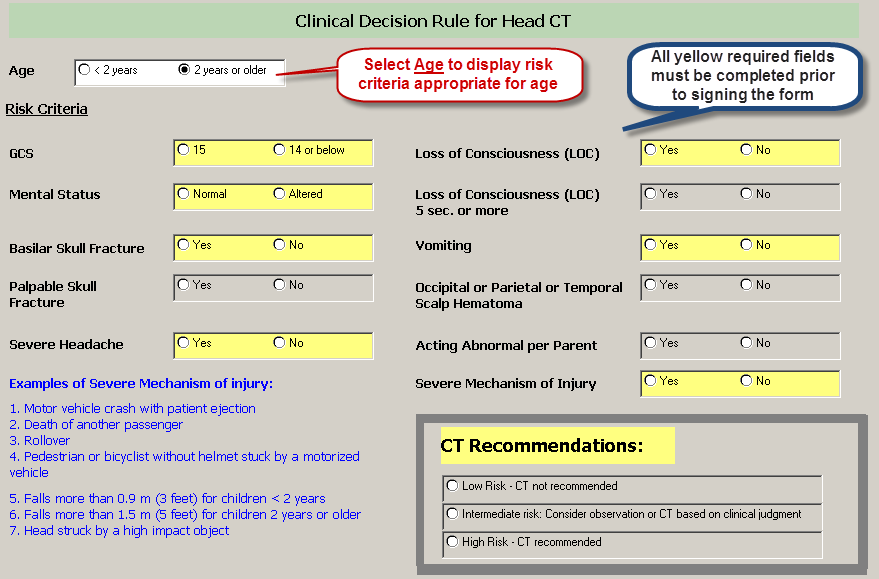 Clinical Decision Rule for Head CT
Age
< 2 years
2 years or older
Select Age to display risk
criteria appropriate for age
All yellow required fields
must be completed prior
to signing the form
Risk Criteria
GCS
15
14 or below
Loss of Consciousness (LOC)
Yes
No
Mental Status
Normal
Altered
Loss of Consciousness (LOC)
5 sec. or more
Yes
No
Basilar Skull Fracture
Yes
No
Vomiting
Yes
No
Palpable Skull
Fracture
Yes
No
Occipital or Parietal or Temporal
Scalp Hematoma
Yes
No
Severe Headache
Yes
No
Acting Abnormal per Parent
Yes
No
Severe Mechanism of Injury
Yes
No
Examples of Severe Mechanism of injury:
1. Motor vehicle crash with patient ejection
2. Death of another passenger
3. Rollover
4. Pedestrian or bicyclist without helmet stuck by a motorized
vehicle
5. Falls more than 0.9 m (3 feet) for children < 2 years
6. Falls more than 1.5 m (5 feet) for children 2 years or older
7. Head struck by a high impact object
CT Recommendations:
Low Risk - CT not recommended
Intermediate risk: Consider observation or CT based on clinical judgment
High Risk - CT recommended